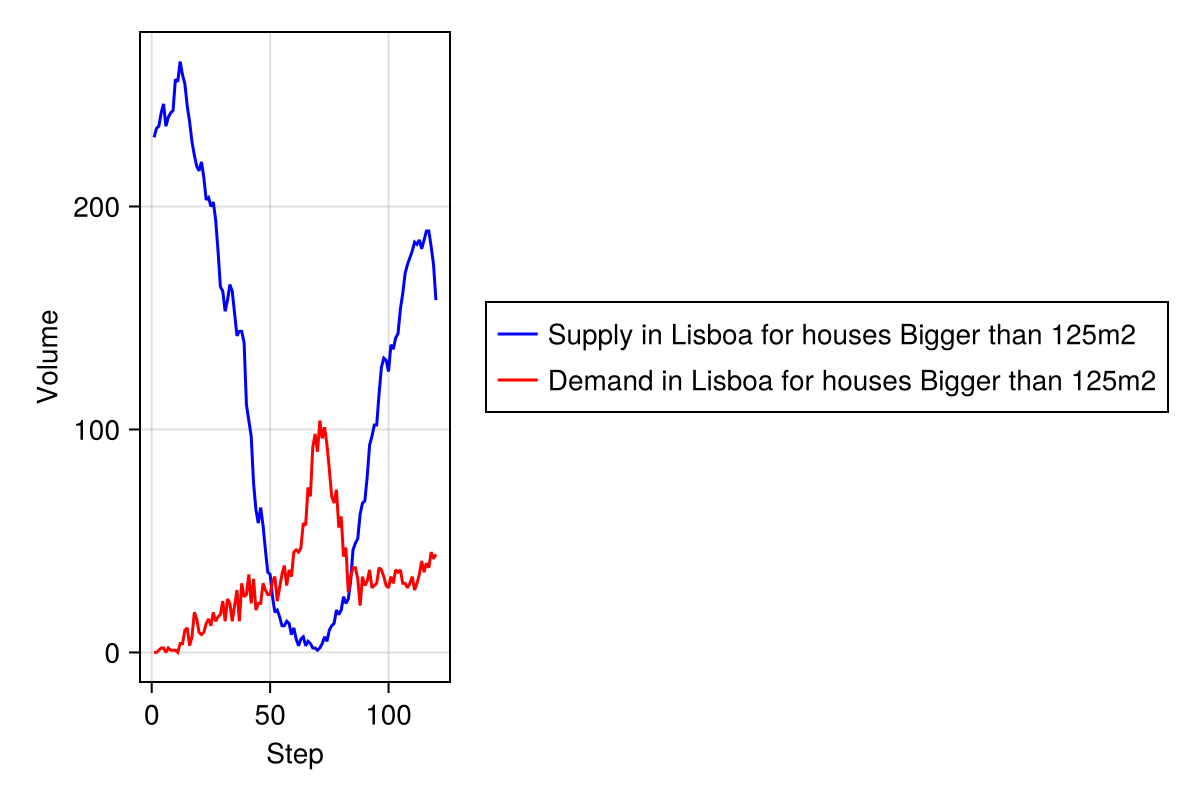 200
100
0
Volume
0 50 100
Step
Supply in Lisboa for houses Bigger than 125m2
Demand in Lisboa for houses Bigger than 125m2